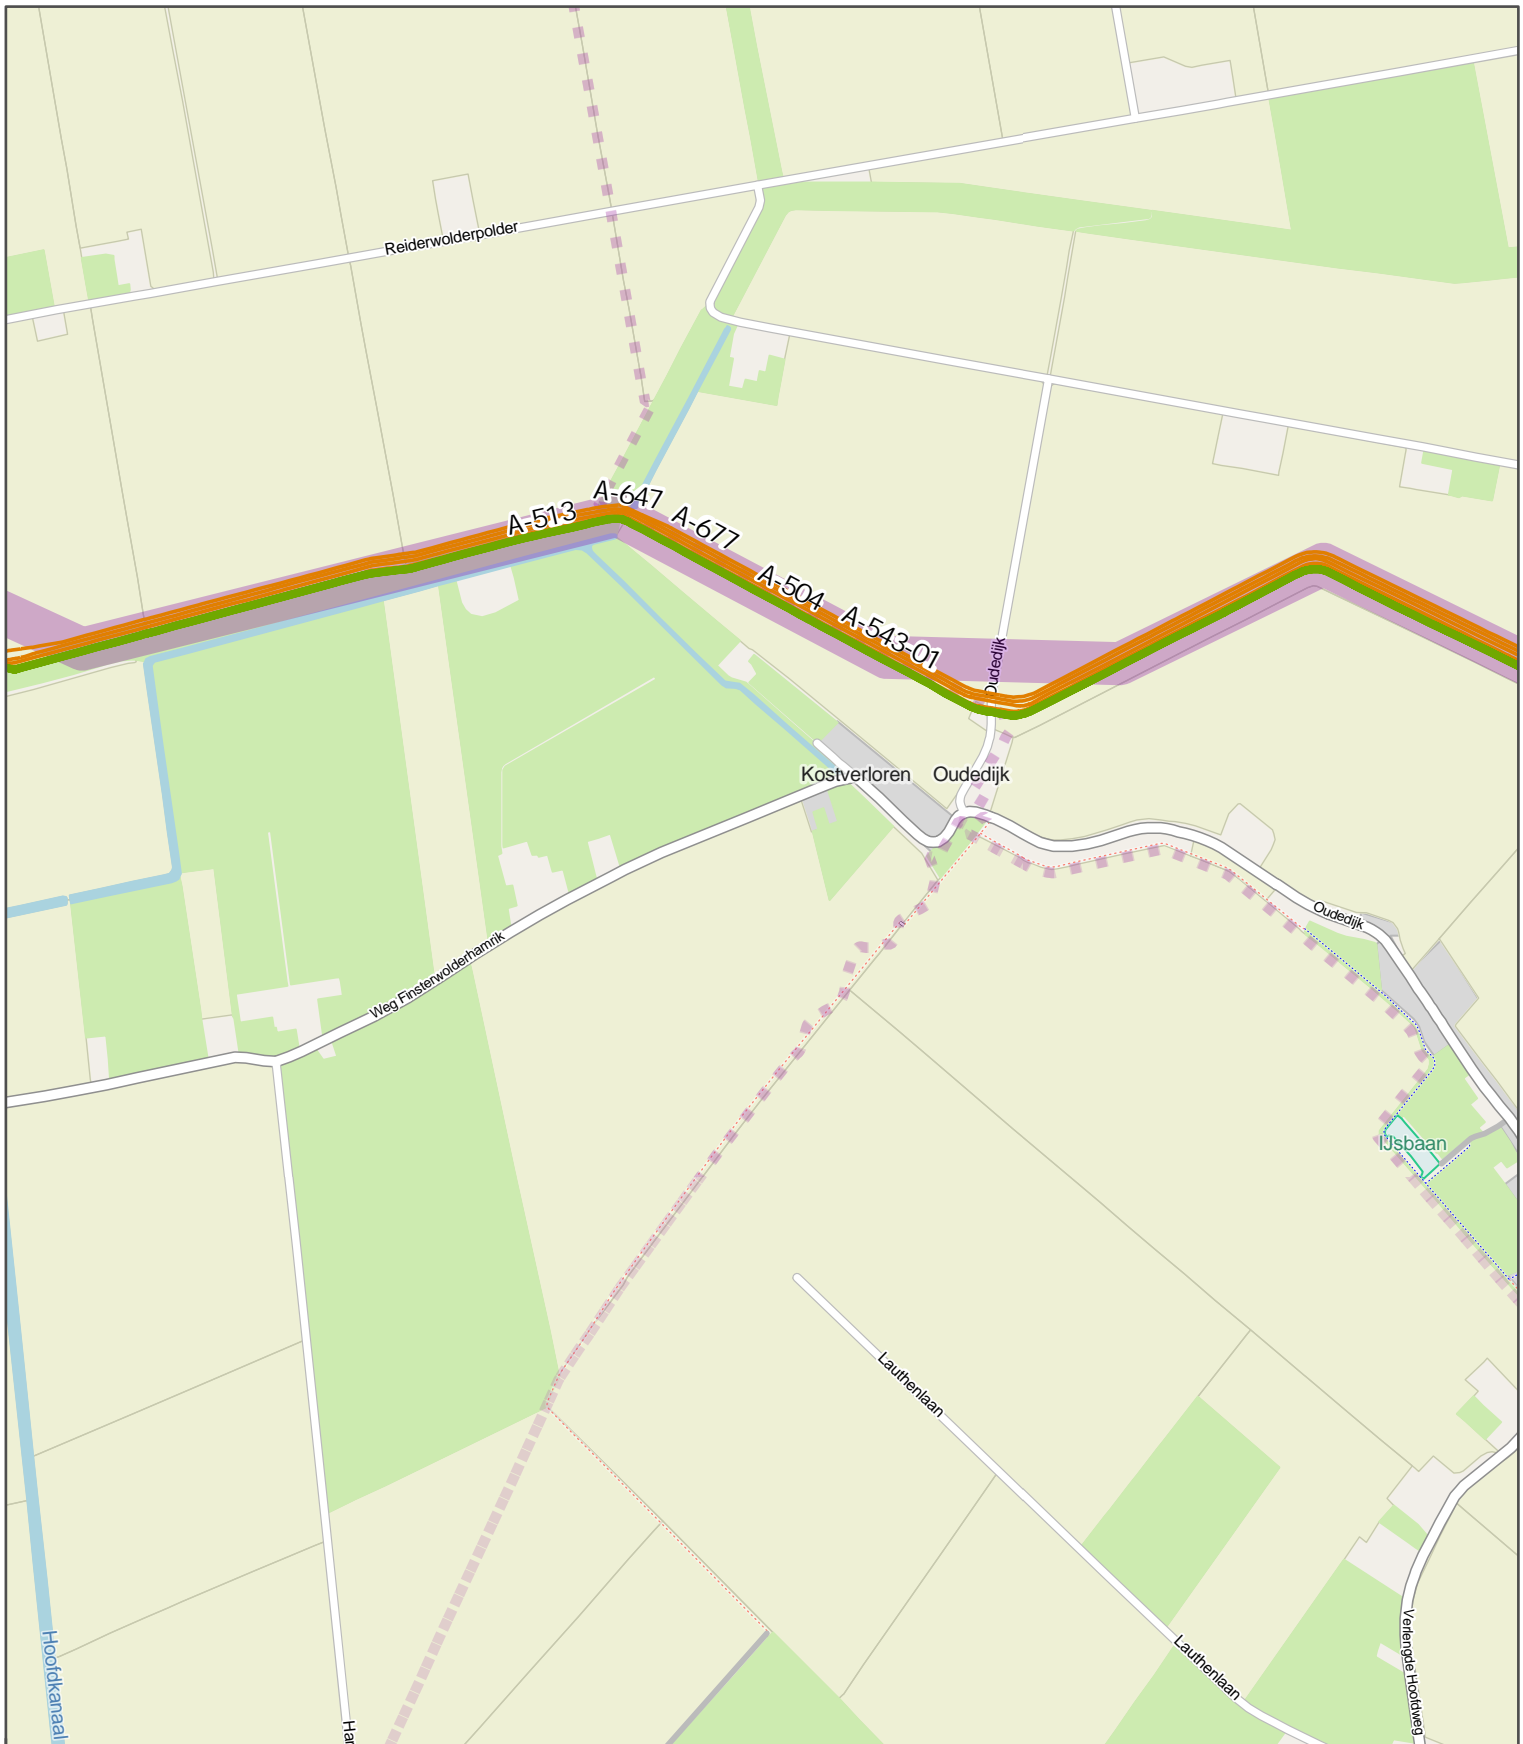 Reiderwolderpolder
A-513
A-647
A-677
A-504
A-543-01
Oudedijk
Kostverloren
Oudedijk
Oudedijk
Weg Finsterwolderhamrik
IJsbaan
Lauthenlaan
Lauthenlaan
Verlengde Hoofdweg
Hoofdkanaal
Har